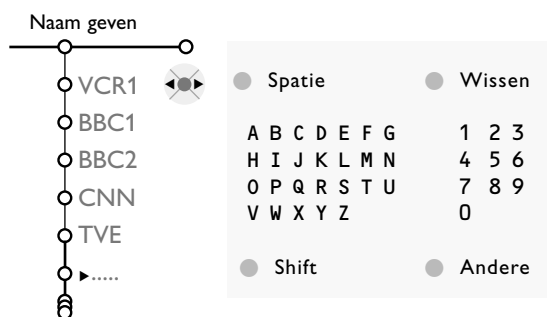 Naam geven
VCR1
BBC1
BBC2
CNN
TVE
.....
Spatie
Wissen
A B C D E F G
H I J K L M N
O P Q R S T U
V W X Y Z
1 2 3
4 5 6
7 8 9
0
Shift
Andere